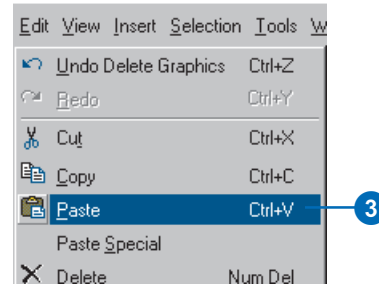 Edit View Insert Selection Tools W
Undo Delete Graphics Ctrl+Z
Redo Ctrl+Y
Cut Ctrl+X
Copy Ctrl+C
Paste Ctrl+V 3
Paste Special
Delete Num Del